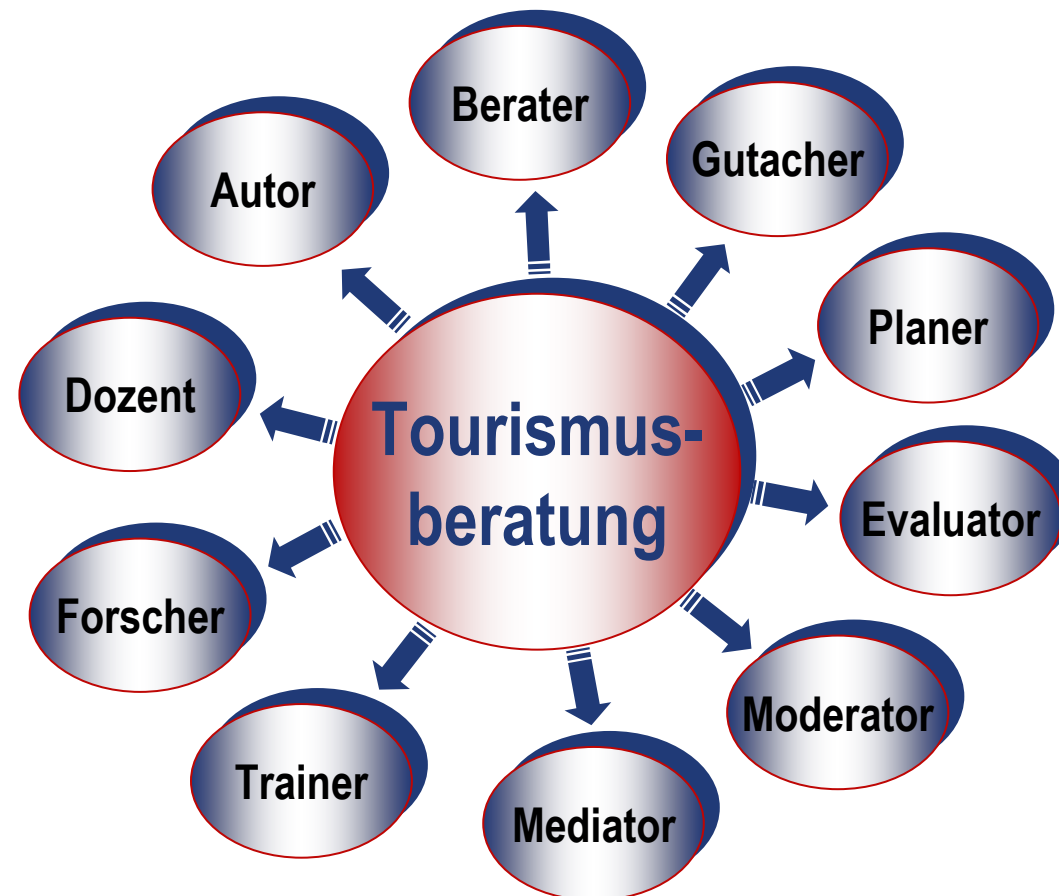 Berater
Gutacher
Autor
Planer
Dozent
Tourismus-
beratung
Evaluator
Forscher
Moderator
Trainer
Mediator